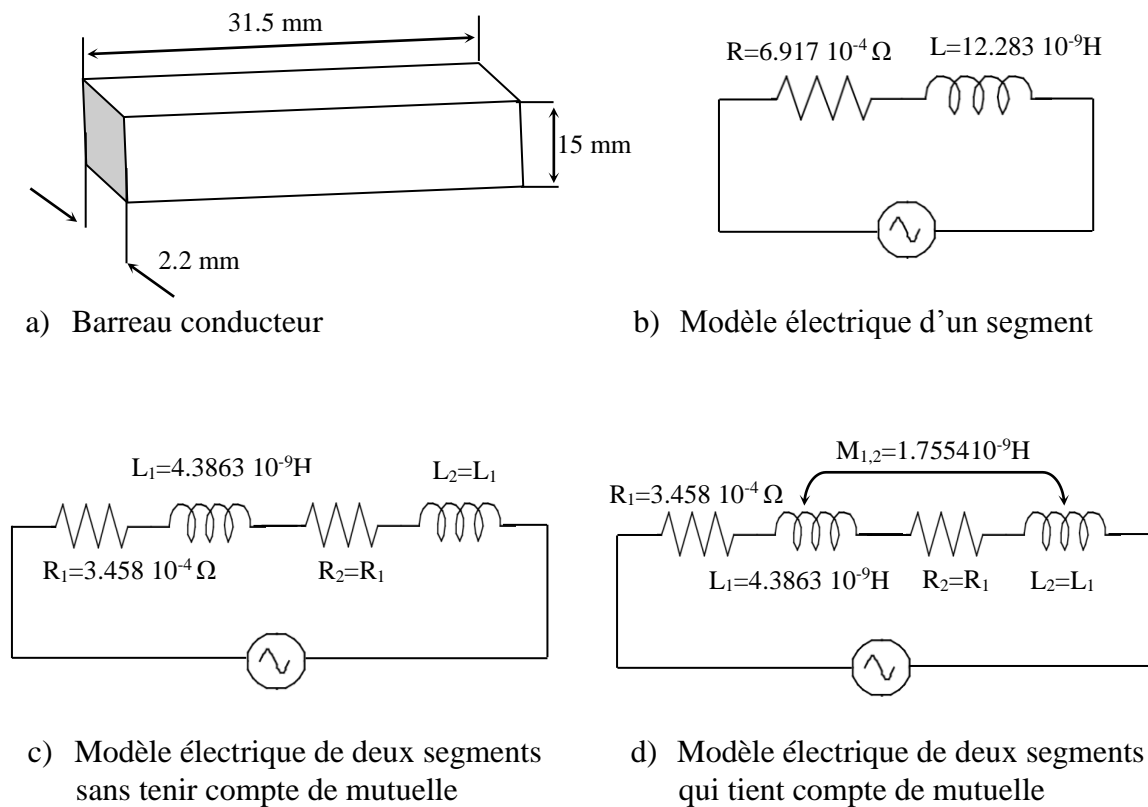 31.5 mm
15 mm
2.2 mm
a) Barreau conducteur
R=6.917 10⁻⁴ Ω
L=12.283 10⁻⁹H
b) Modèle électrique d’un segment
L₁=4.3863 10⁻⁹H
L₂=L₁
R₁=3.458 10⁻⁴ Ω
R₂=R₁
c) Modèle électrique de deux segments
sans tenir compte de mutuelle
M₁,₂=1.755410⁻⁹H
R₁=3.458 10⁻⁴ Ω
L₁=4.3863 10⁻⁹H
R₂=R₁
L₂=L₁
d) Modèle électrique de deux segments
qui tient compte de mutuelle